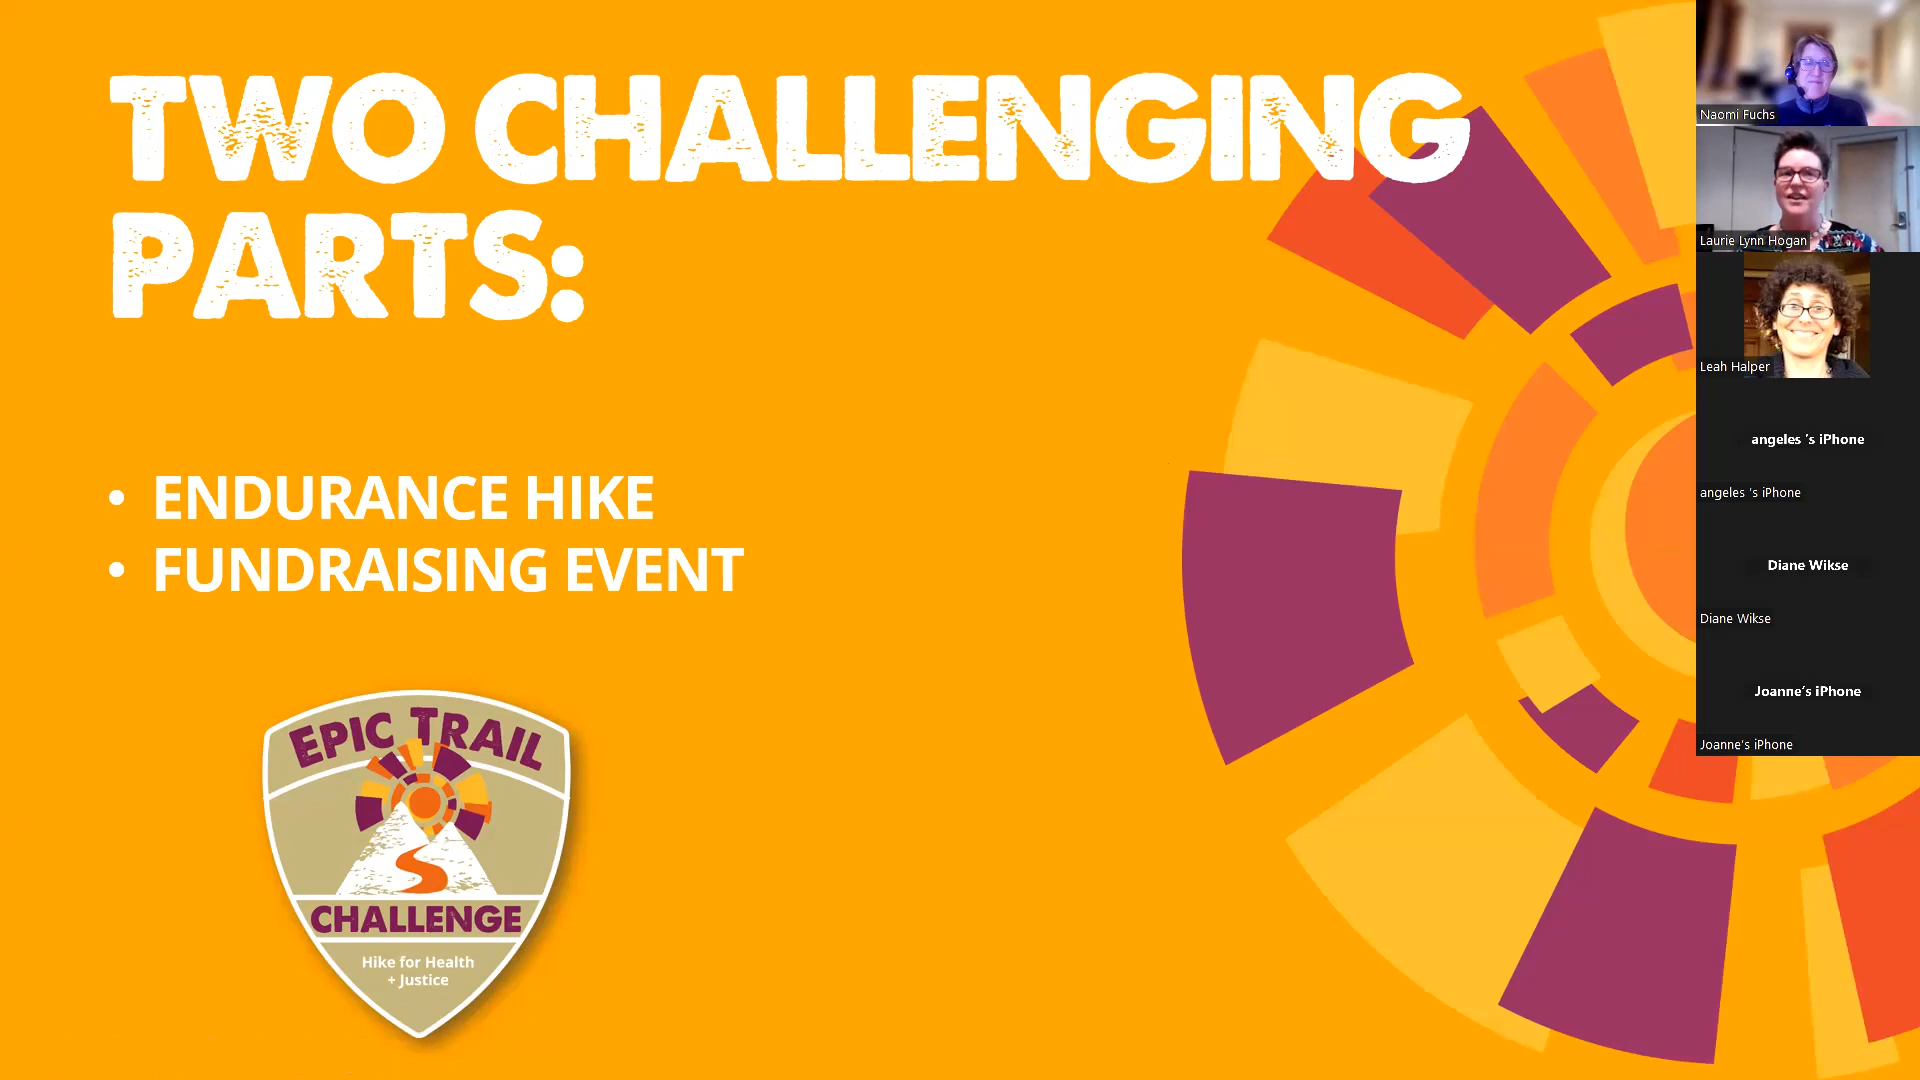 TWO CHALLENGING
PARTS:
• ENDURANCE HIKE
• FUNDRAISING EVENT
EPIC TRAIL
CHALLENGE
Hike for Health
+ Justice
Naomi Fuchs
Laurie Lynn Hogan
Leah Halper
angeles 's iPhone
angeles 's iPhone
Diane Wikse
Diane Wikse
Joanne's iPhone
Joanne's iPhone